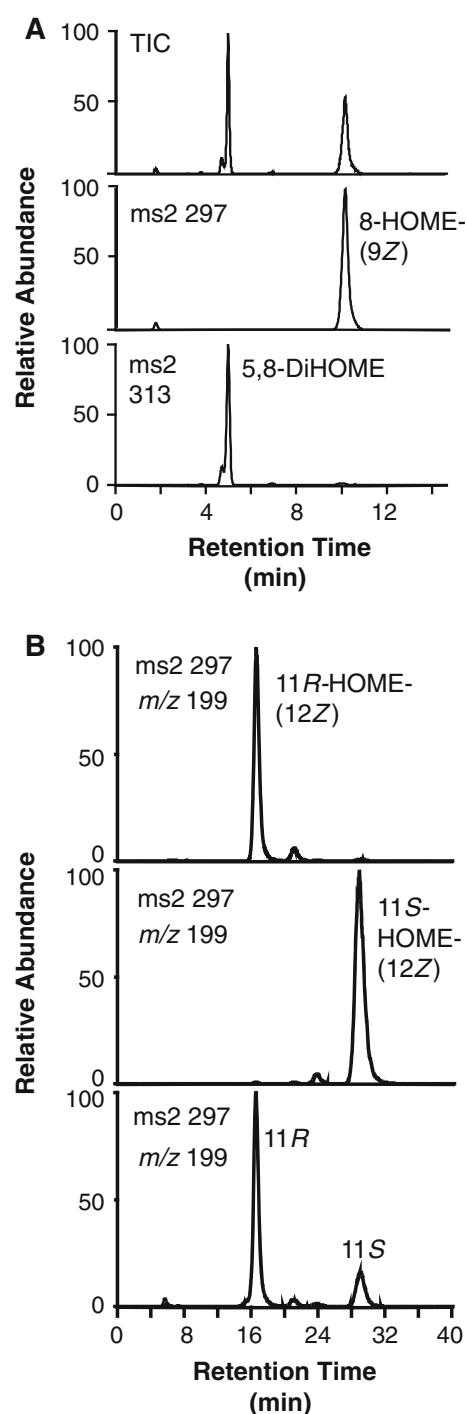 A
Relative Abundance
100
50
TIC
100
50
0
ms2 297
8-HOME-
(9Z)
100
50
0
ms2
313
5,8-DiHOME
0 4 8 12
Retention Time
(min)
B
Relative Abundance
100
50
0
ms2 297
m/z 199
11R-HOME-
(12Z)
100
50
0
ms2 297
m/z 199
11S-
HOME-
(12Z)
100
50
0
ms2 297
m/z 199
11R
11S
0 8 16 24 32 40
Retention Time
(min)